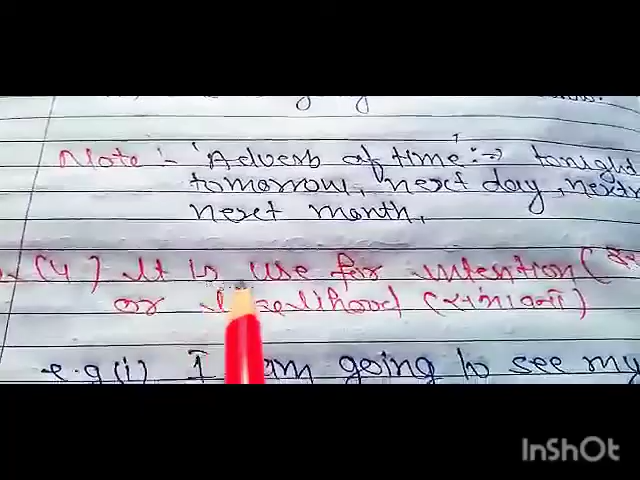 Note :- 'Adverb of time' :-> tonight
tomorrow, next day, next
next month,
(4) It is use for intention (
or likelihood (संभावना)
e.g (i) I am going to see my
InShOt